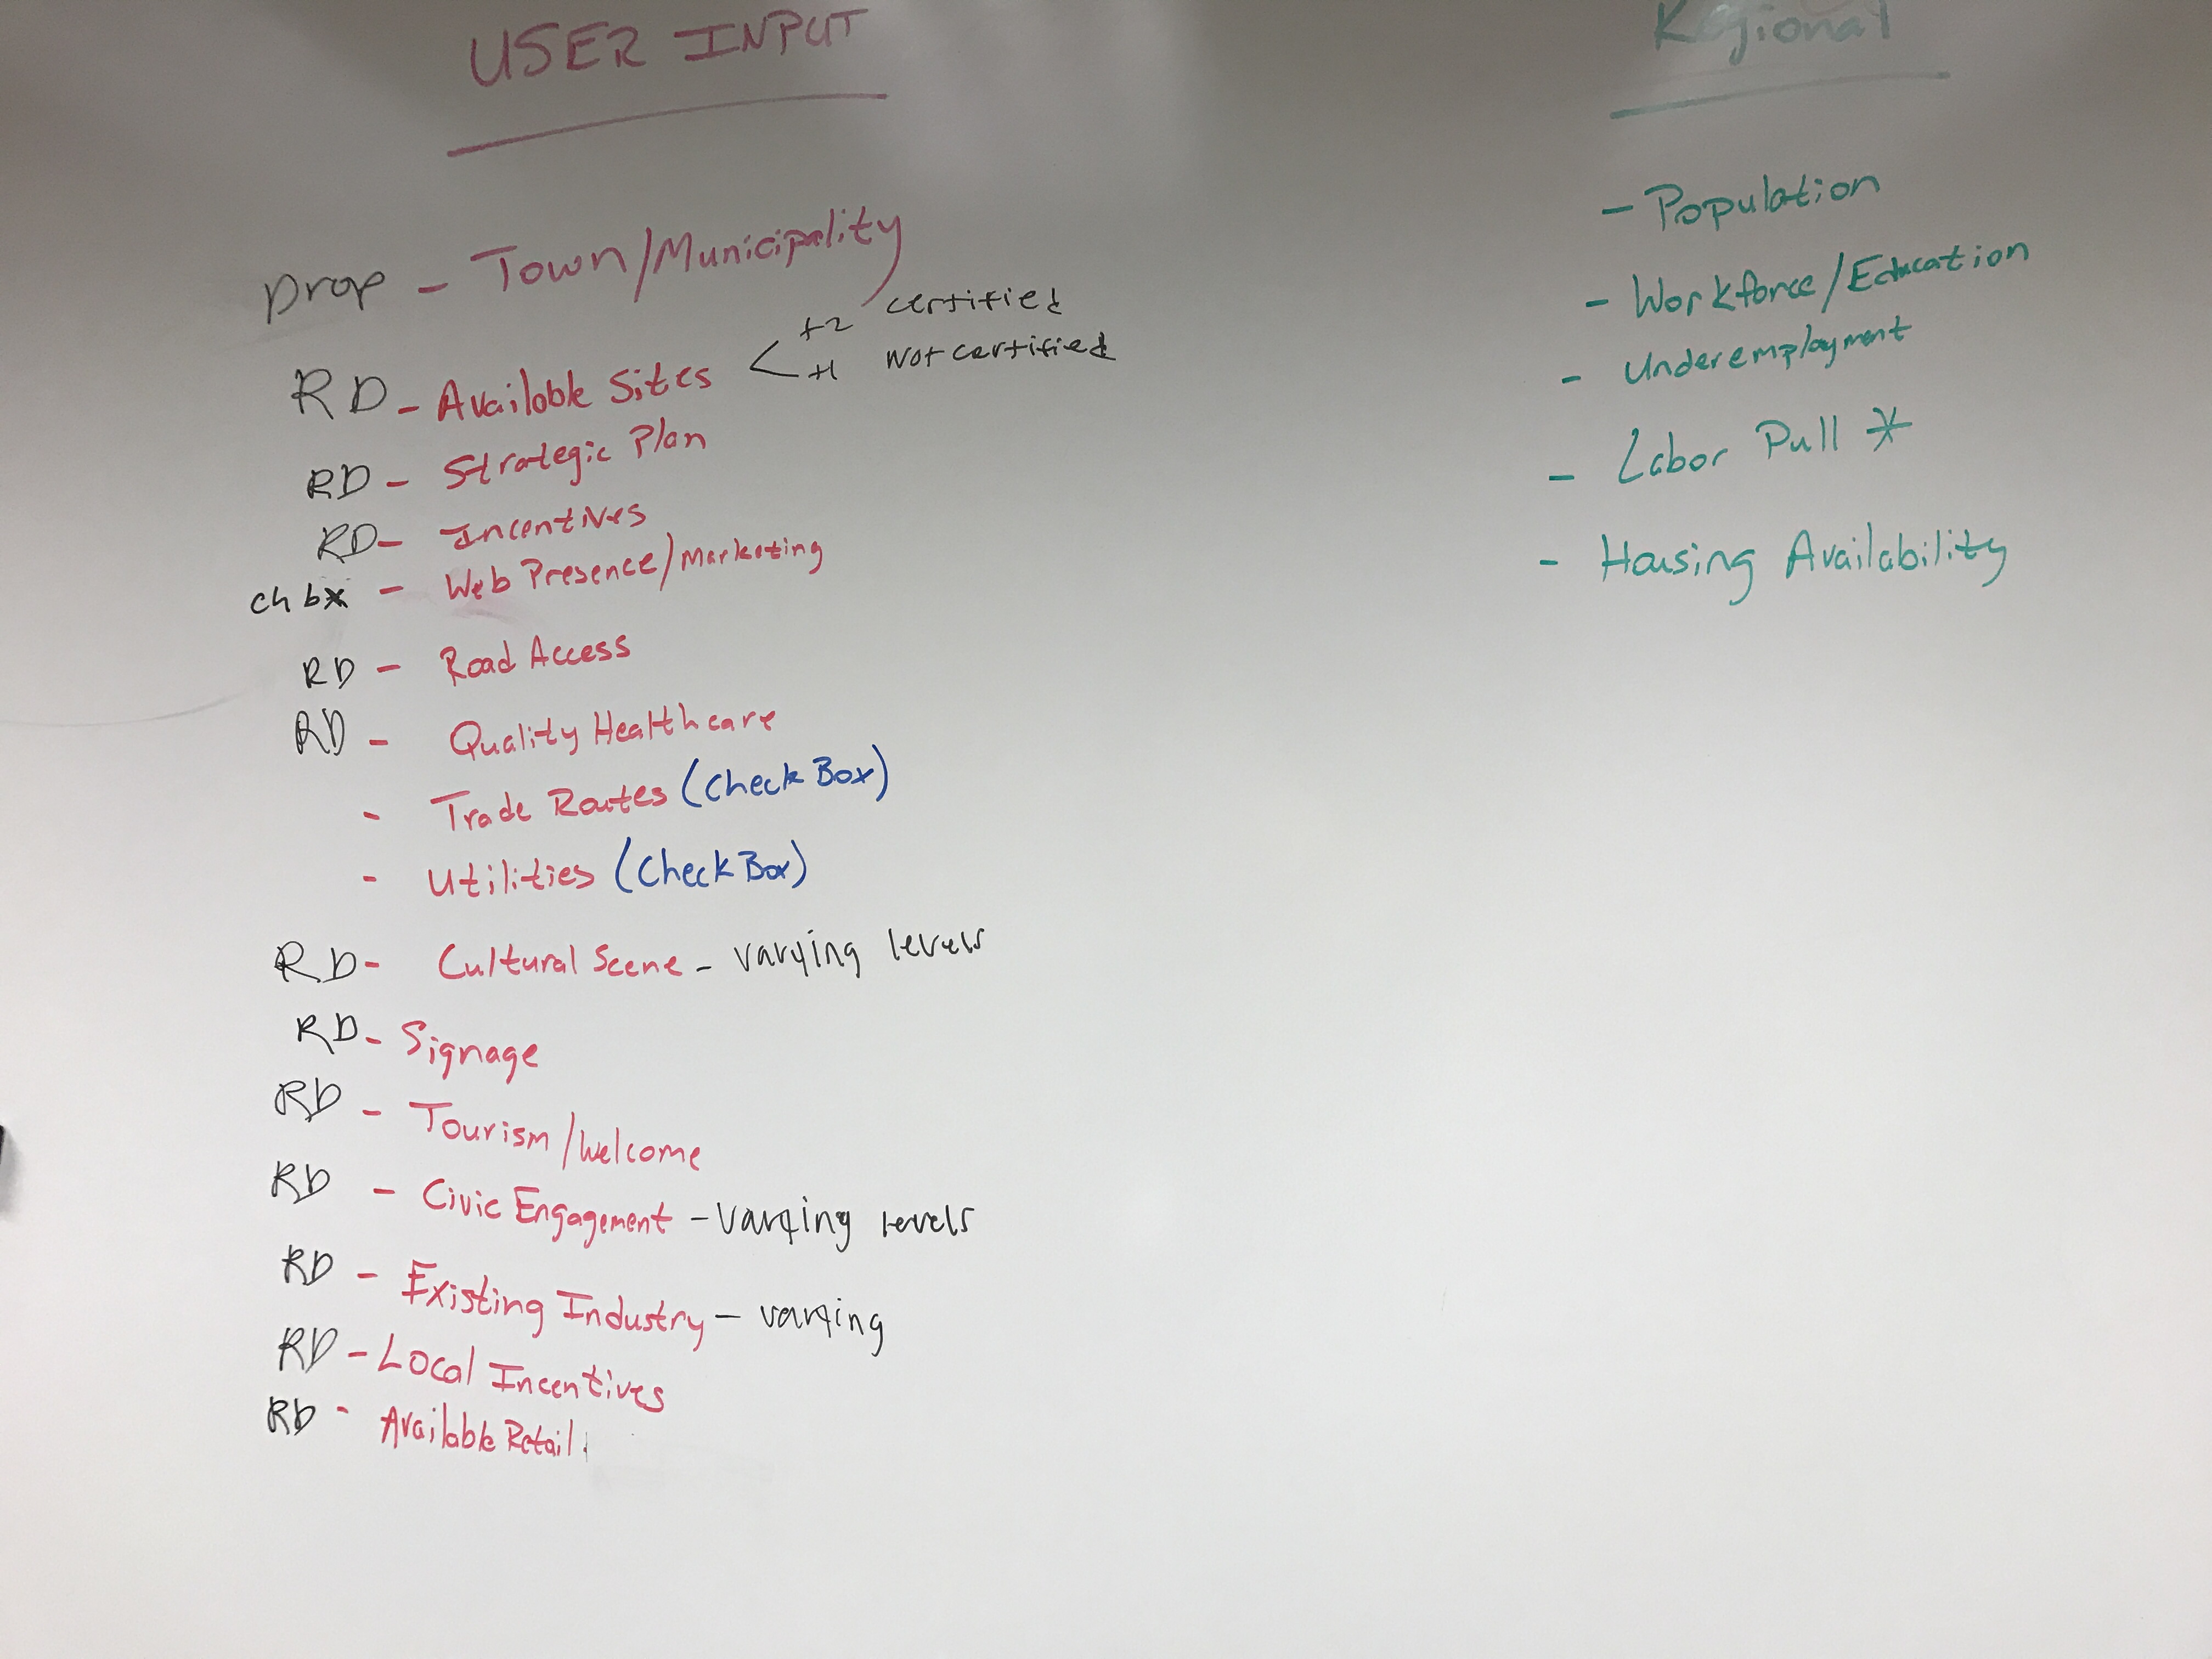 USER INPUT
Drop - Town/Municipality
RD - Available Sites < +2 certified
+1 Not certified
RD - Strategic Plan
RD - Incentives
ch bx - Web Presence/Marketing
RD - Road Access
RD - Quality Healthcare
- Trade Routes (Check Box)
- Utilities (Check Box)
RD - Cultural Scene - varying levels
RD - Signage
RD - Tourism/Welcome
RD - Civic Engagement - varying levels
RD - Existing Industry - varying
RD - Local Incentives
RD - Available Retail
Regional
- Population
- Workforce/Education
- Underemployment
- Labor Pull *
- Housing Availability